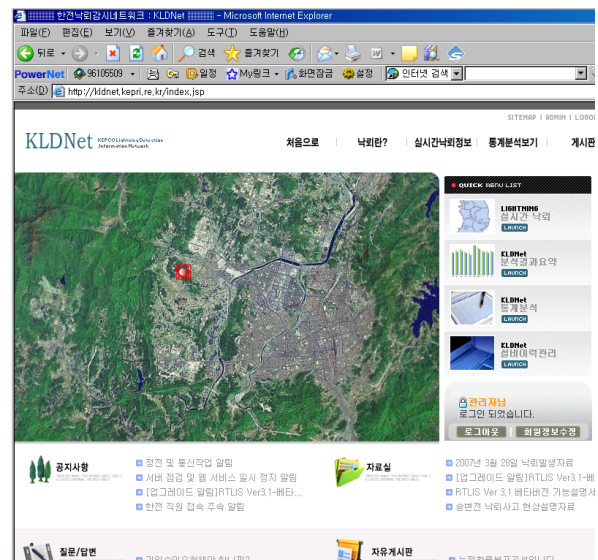 한전낙뢰감시네트워크 : KLDNet - Microsoft Internet Explorer
파일(F) 편집(E) 보기(V) 즐겨찾기(A) 도구(T) 도움말(H)
뒤로 검색 즐겨찾기
PowerNet 96105509 일정 My링크 화면잠금 설정 인터넷 검색
주소(D) http://kldnet.kepri.re.kr/index.jsp
SITEMAP | ADMIN | LOGOU
KLDNet KEPCO Lightning Detection
Information Network
처음으로 낙뢰란? 실시간낙뢰정보 통계분석보기 게시판
QUICK MENU LIST
LIGHTNING
실시간 낙뢰
LAUNCH
KLDNet
분석결과요약
LAUNCH
KLDNet
통계분석
LAUNCH
KLDNet
설비이력관리
LAUNCH
관리자님
로그인 되었습니다.
로그아웃 회원정보수정
공지사항
정전 및 통신작업 알림
서버 점검 및 웹 서비스 일시 정지 알림
[업그레이드 알림]RTLIS Ver3.1-베타...
한전 직원 접속 주속 알림
자료실
2007년 3월 28일 낙뢰발생자료
[업그레이드 알림]RTLIS Ver3.1-베
RTLIS Ver 3.1 베타버전 기능설명서
송변전 낙뢰사고 현상설명자료
질문/답변
자유게시판